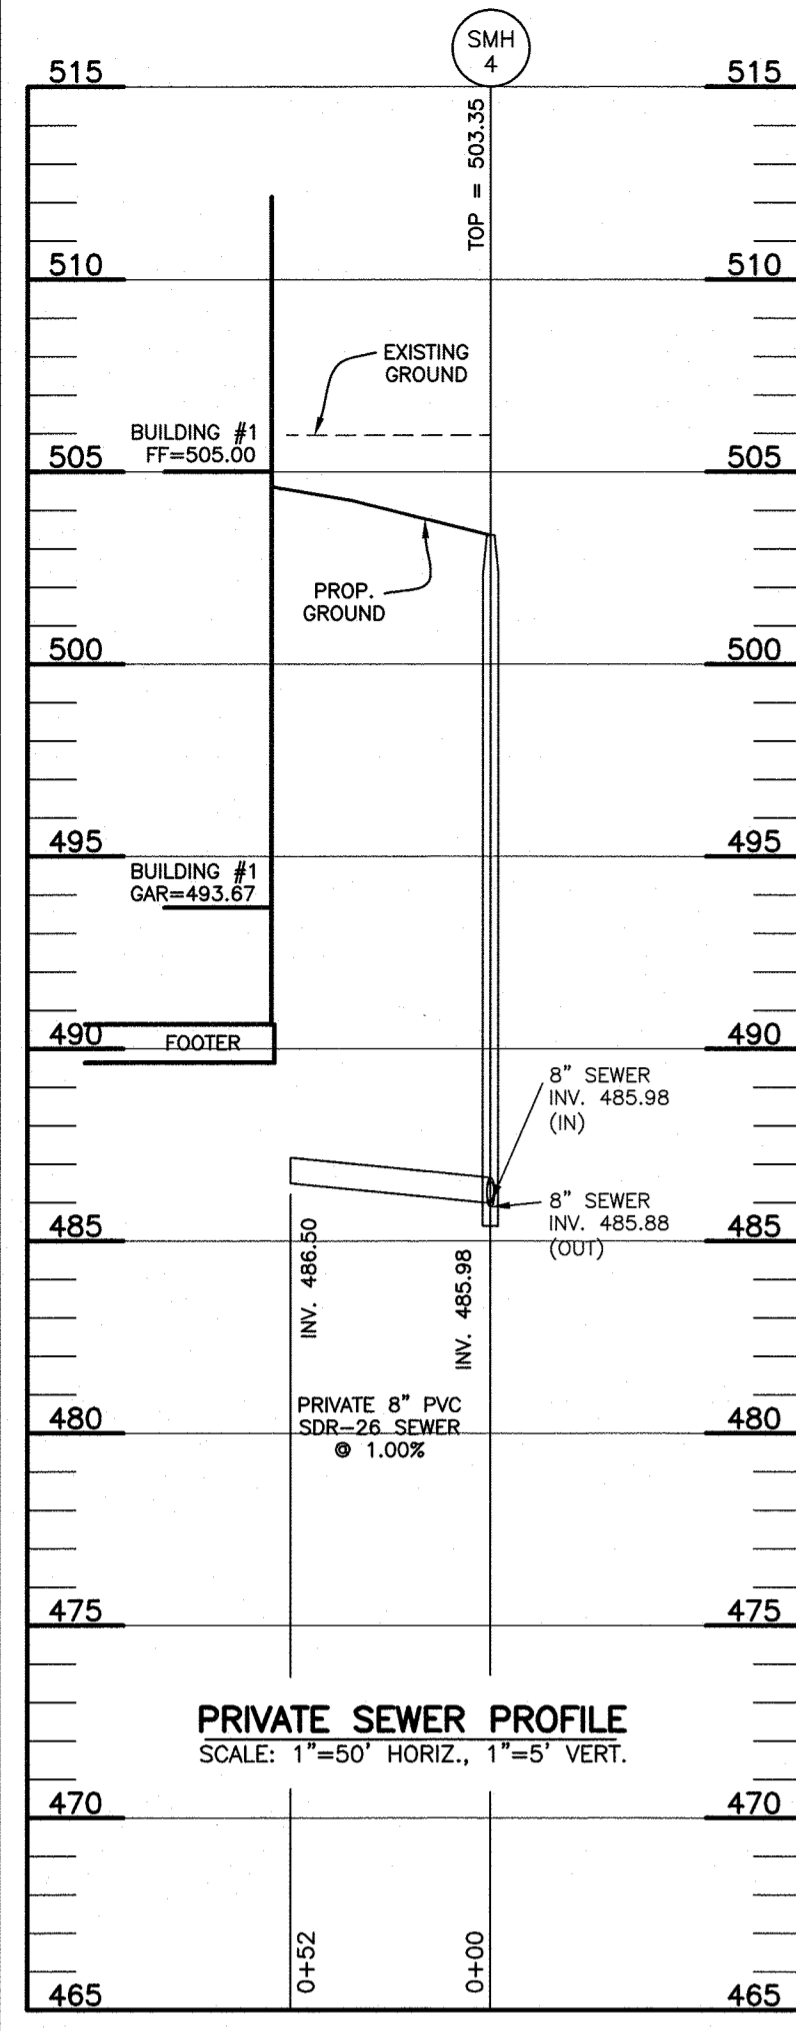 SMH
4
515
515
TOP = 503.35
510
510
EXISTING
GROUND
BUILDING #1
FF=505.00
505
505
PROP.
GROUND
500
500
495
495
BUILDING #1
GAR=493.67
490
FOOTER
490
8" SEWER
INV. 485.98
(IN)
8" SEWER
INV. 485.88
(OUT)
485
485
INV. 486.50
INV. 485.98
PRIVATE 8" PVC
SDR-26 SEWER
@ 1.00%
480
480
475
475
PRIVATE SEWER PROFILE
SCALE: 1"=50' HORIZ., 1"=5' VERT.
470
470
0+52
0+00
465
465